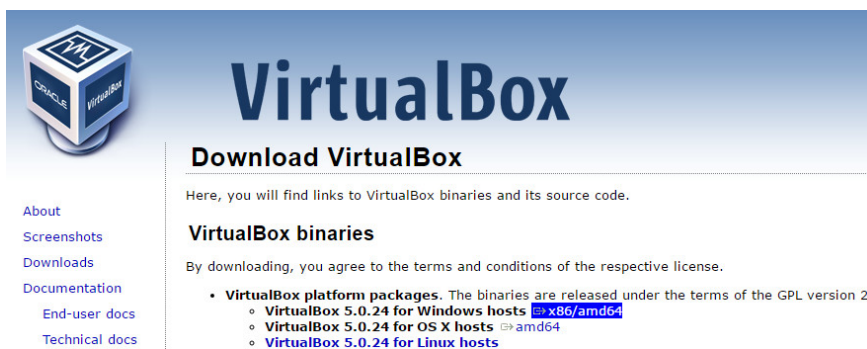 ORACLE
VirtualBox
VirtualBox
Download VirtualBox
Here, you will find links to VirtualBox binaries and its source code.
About
Screenshots
Downloads
Documentation
End-user docs
Technical docs
VirtualBox binaries
By downloading, you agree to the terms and conditions of the respective license.
• VirtualBox platform packages. The binaries are released under the terms of the GPL version 2
VirtualBox 5.0.24 for Windows hosts x86/amd64
VirtualBox 5.0.24 for OS X hosts amd64
VirtualBox 5.0.24 for Linux hosts